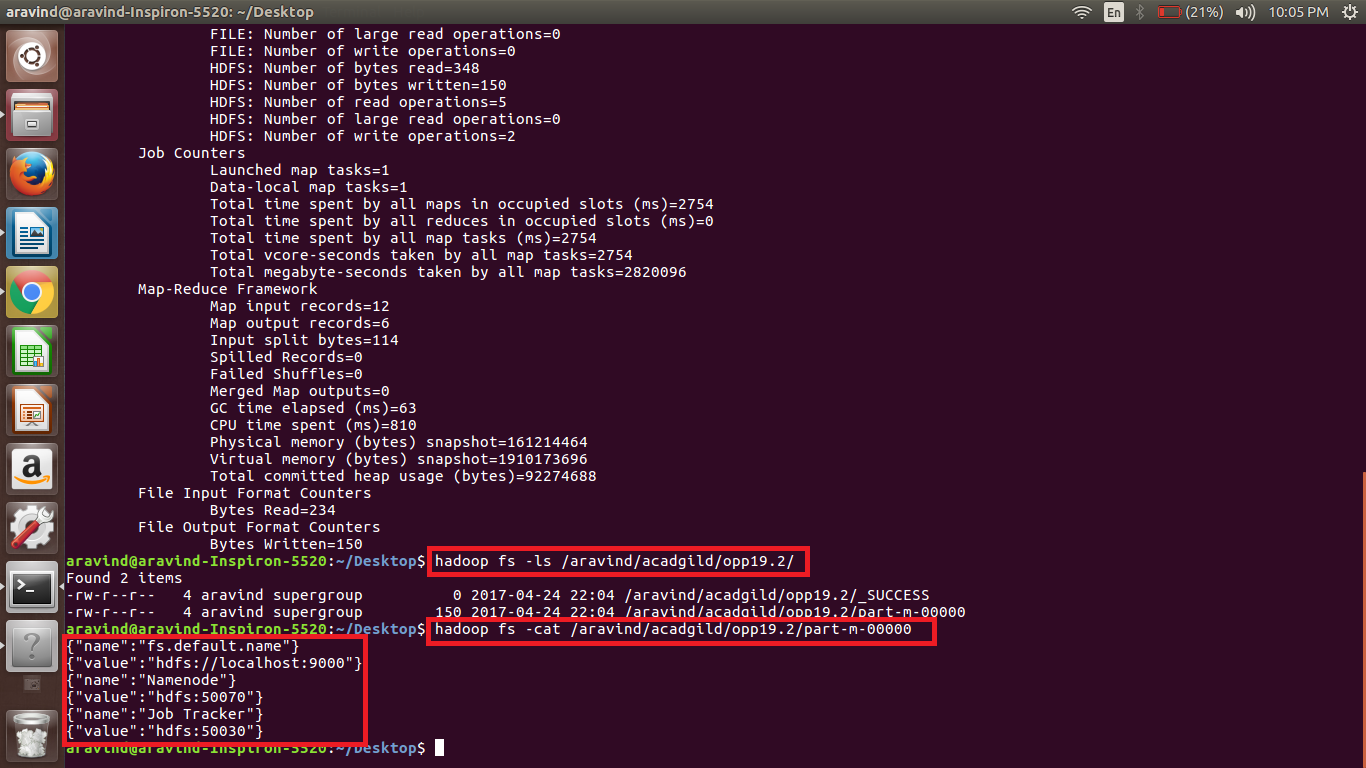 aravind@aravind-Inspiron-5520: ~/Desktop
En
(21%)
10:05 PM
FILE: Number of large read operations=0
FILE: Number of write operations=0
HDFS: Number of bytes read=348
HDFS: Number of bytes written=150
HDFS: Number of read operations=5
HDFS: Number of large read operations=0
HDFS: Number of write operations=2
Job Counters
Launched map tasks=1
Data-local map tasks=1
Total time spent by all maps in occupied slots (ms)=2754
Total time spent by all reduces in occupied slots (ms)=0
Total time spent by all map tasks (ms)=2754
Total vcore-seconds taken by all map tasks=2754
Total megabyte-seconds taken by all map tasks=2820096
Map-Reduce Framework
Map input records=12
Map output records=6
Input split bytes=114
Spilled Records=0
Failed Shuffles=0
Merged Map outputs=0
GC time elapsed (ms)=63
CPU time spent (ms)=810
Physical memory (bytes) snapshot=161214464
Virtual memory (bytes) snapshot=1910173696
Total committed heap usage (bytes)=92274688
File Input Format Counters
Bytes Read=234
File Output Format Counters
Bytes Written=150
aravind@aravind-Inspiron-5520:~/Desktop$ hadoop fs -ls /aravind/acadgild/opp19.2/
Found 2 items
-rw-r--r--   4 aravind supergroup          0 2017-04-24 22:04 /aravind/acadgild/opp19.2/_SUCCESS
-rw-r--r--   4 aravind supergroup        150 2017-04-24 22:04 /aravind/acadgild/opp19.2/part-m-00000
aravind@aravind-Inspiron-5520:~/Desktop$ hadoop fs -cat /aravind/acadgild/opp19.2/part-m-00000
{"name":"fs.default.name"}
{"value":"hdfs://localhost:9000"}
{"name":"Namenode"}
{"value":"hdfs:50070"}
{"name":"Job Tracker"}
{"value":"hdfs:50030"}
aravind@aravind-Inspiron-5520:~/Desktop$